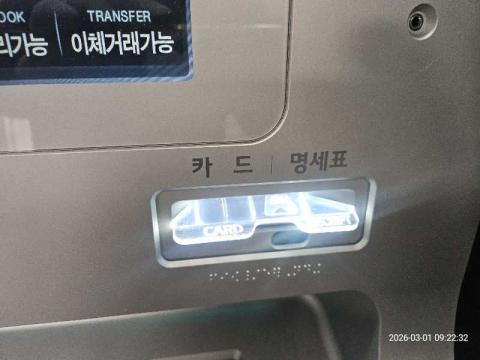 OOK | TRANSFER
리가능 | 이체거래가능
카 드 | 명세표
CARD
2026-03-01 09:22:32